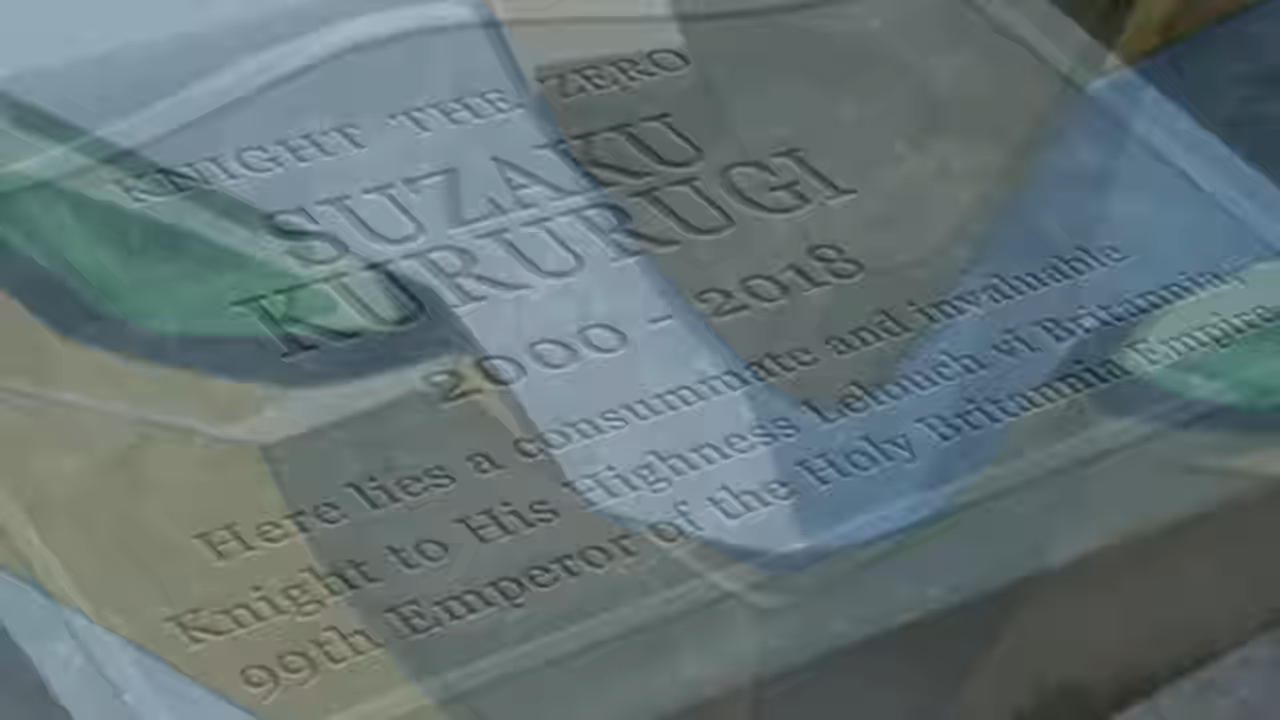 KNIGHT THE ZERO
SUZAKU
KURURUGI
2000 - 2018
Here lies a consummate and invaluable
Knight to His Highness Lelouch vi Britannia,
99th Emperor of the Holy Britannia Empire